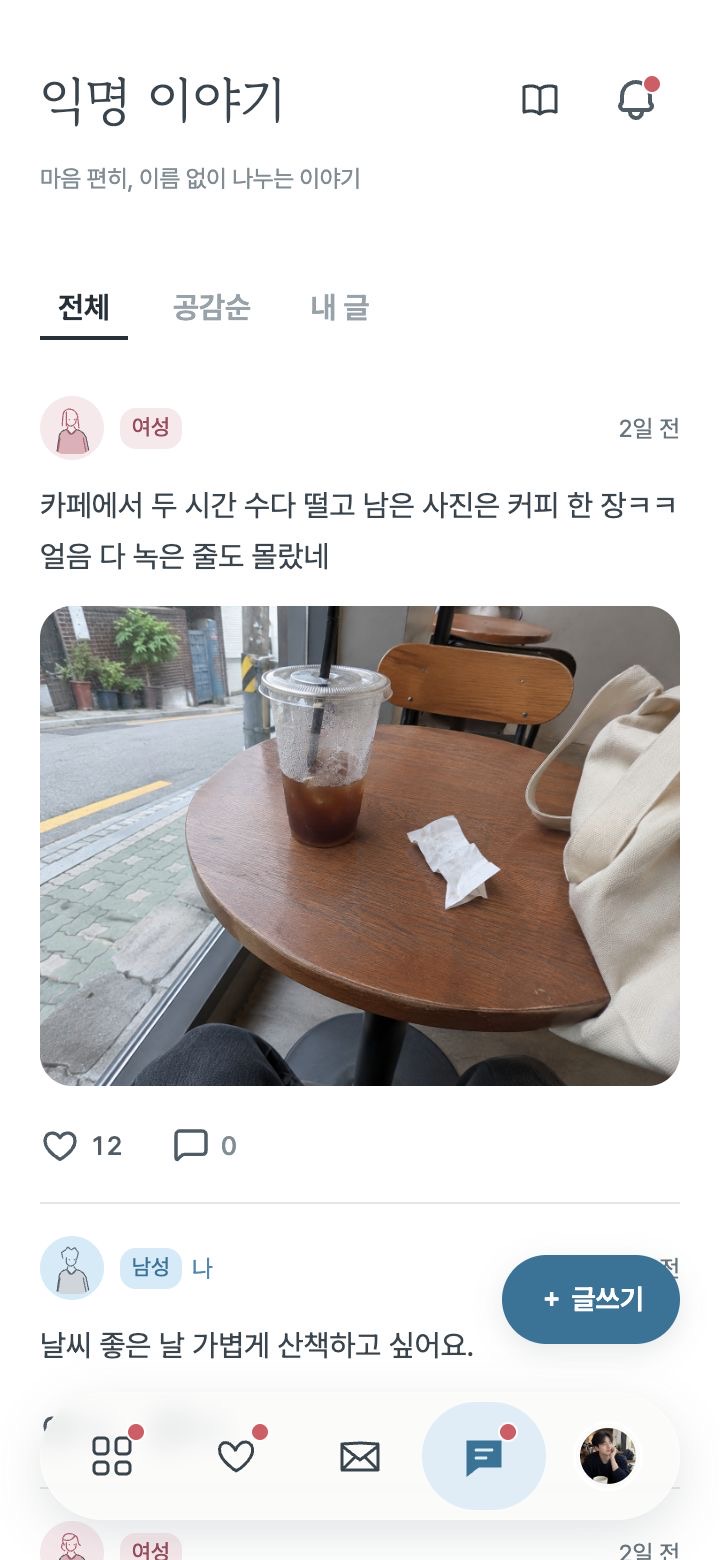 익명 이야기
마음 편히, 이름 없이 나누는 이야기
전체 공감순 내 글
여성 2일 전
카페에서 두 시간 수다 떨고 남은 사진은 커피 한 장ㅋㅋ
얼음 다 녹은 줄도 몰랐네
12 0
남성 나 전
+ 글쓰기
날씨 좋은 날 가볍게 산책하고 싶어요.
여성 2일 전